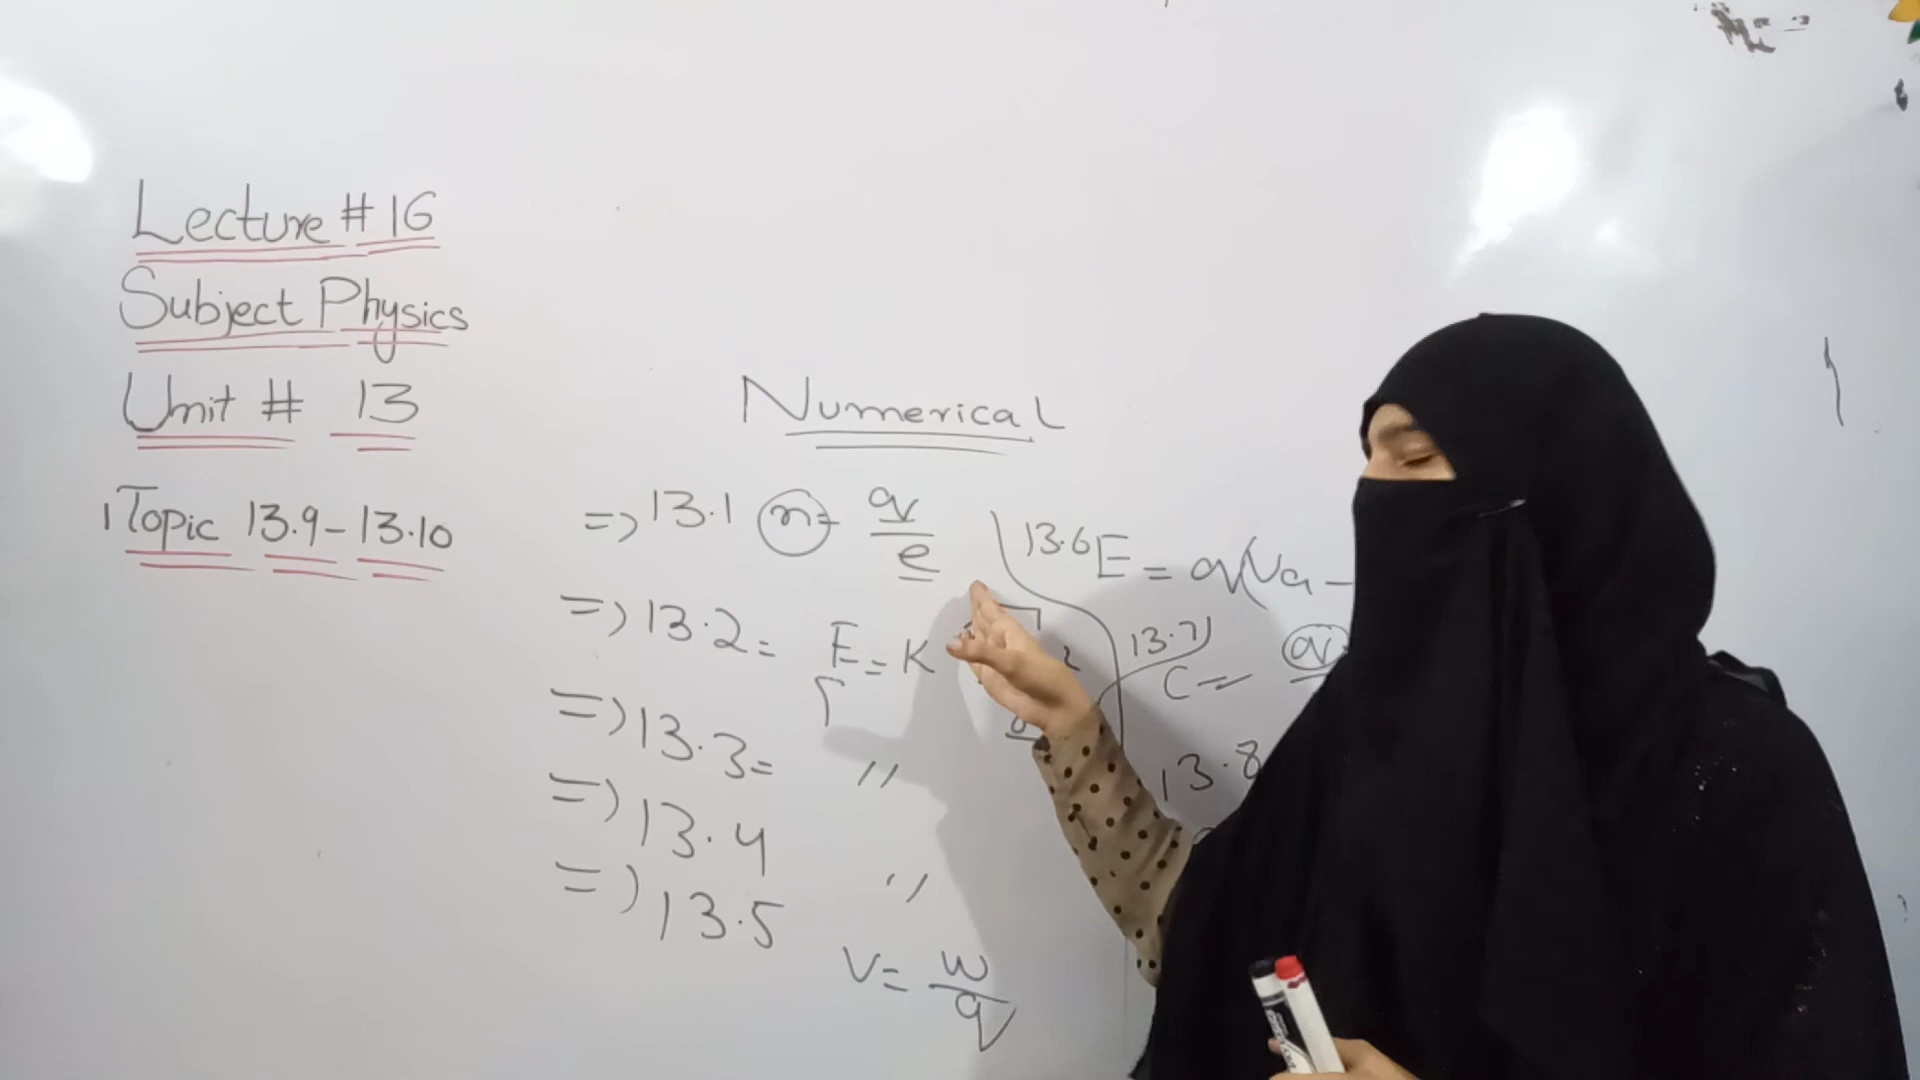 Lecture # 16
Subject Physics
Unit # 13
Topic 13.9-13.10
Numerical
=> 13.1 n= q/e
=> 13.2= F=K
=> 13.3= "
=> 13.4 "
=> 13.5
V= W/q
13.6 E = q(Va -
13.7) C = q
13.8